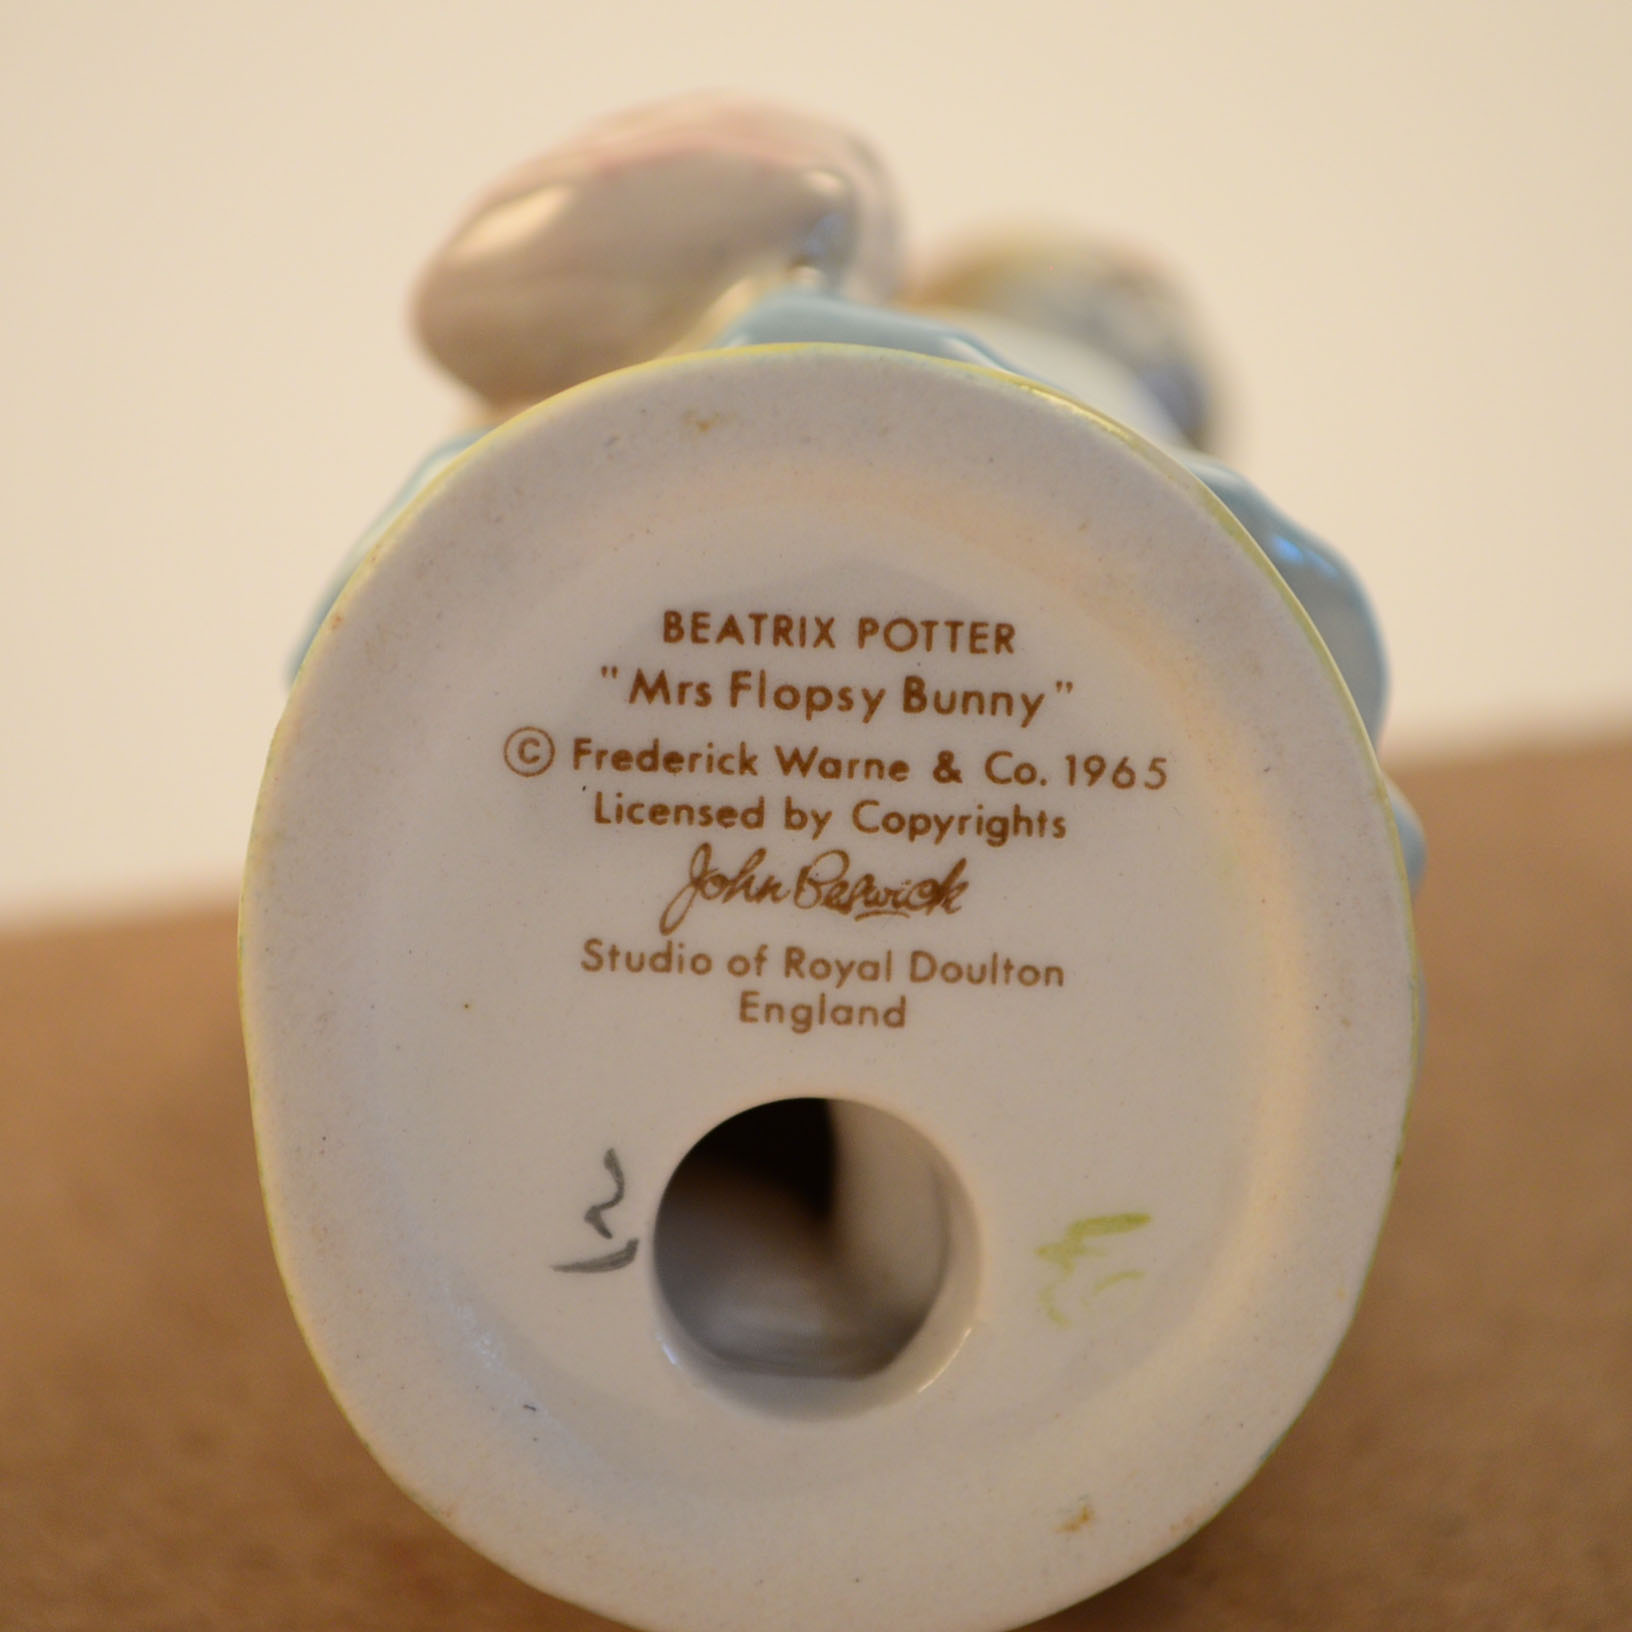 BEATRIX POTTER
"Mrs Flopsy Bunny"
© Frederick Warne & Co. 1965
Licensed by Copyrights
John Beswick
Studio of Royal Doulton
England